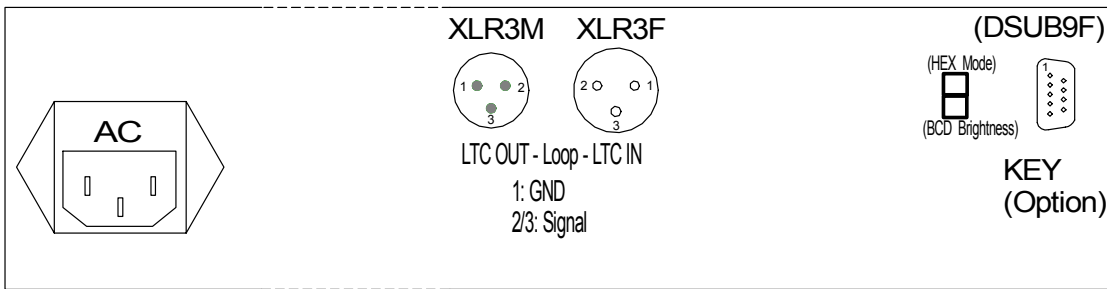 AC
XLR3M
XLR3F
1
2
3
2
1
3
LTC OUT - Loop - LTC IN
1: GND
2/3: Signal
(DSUB9F)
(HEX Mode)
(BCD Brightness)
1
KEY
(Option)